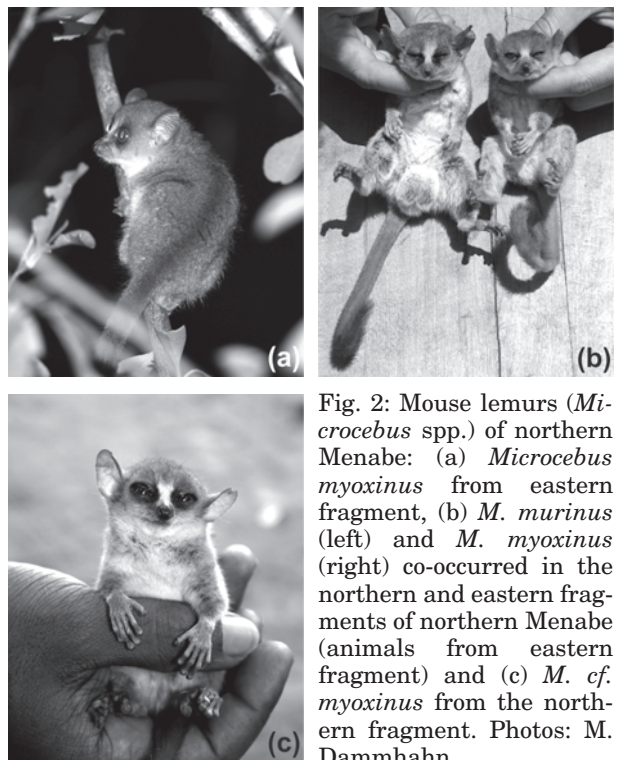 (a)
(b)
Fig. 2: Mouse lemurs (Mi-
crocebus spp.) of northern
Menabe: (a) Microcebus
myoxinus from eastern
fragment, (b) M. murinus
(left) and M. myoxinus
(right) co-occurred in the
northern and eastern frag-
ments of northern Menabe
(animals from eastern
fragment) and (c) M. cf.
myoxinus from the north-
ern fragment. Photos: M.
Dammhahn
(c)